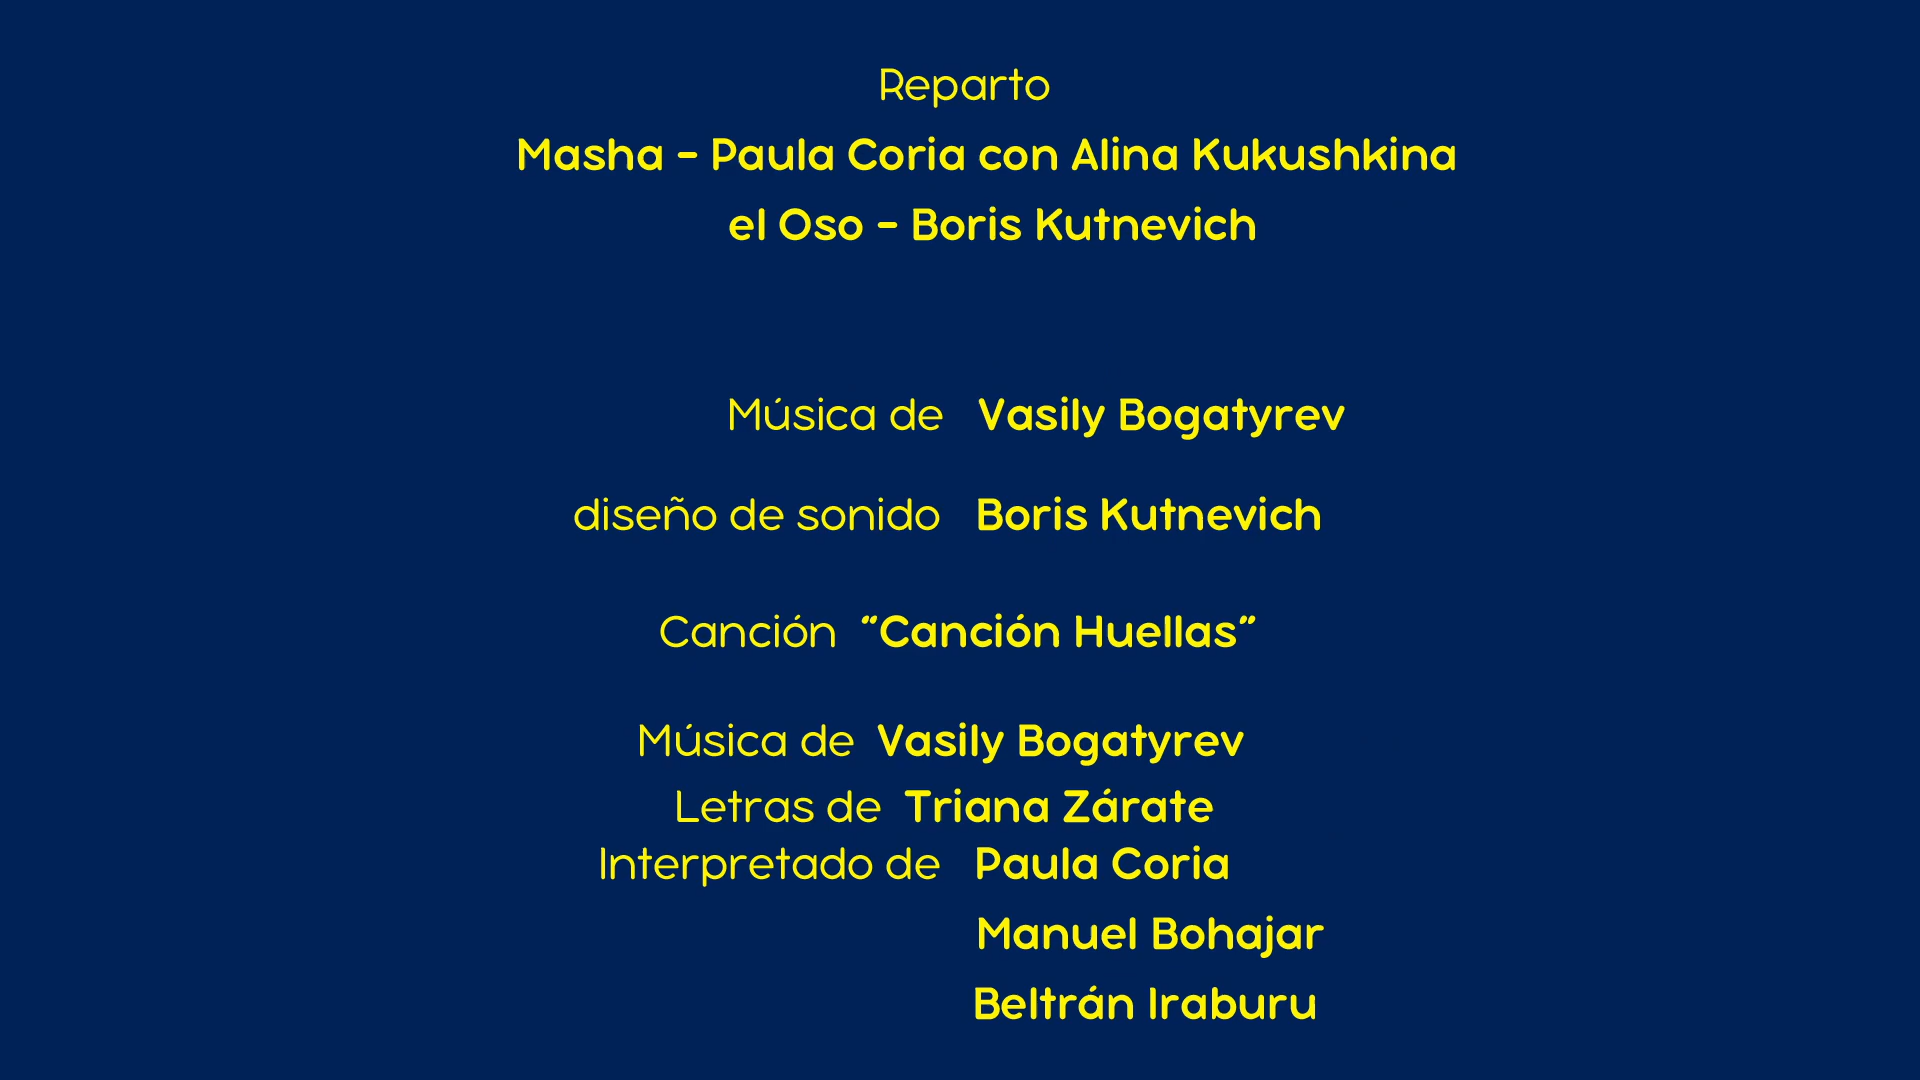 Reparto
Masha - Paula Coria con Alina Kukushkina
el Oso - Boris Kutnevich
Música de Vasily Bogatyrev
diseño de sonido Boris Kutnevich
Canción “Canción Huellas”
Música de Vasily Bogatyrev
Letras de Triana Zárate
Interpretado de Paula Coria
Manuel Bohajar
Beltrán Iraburu